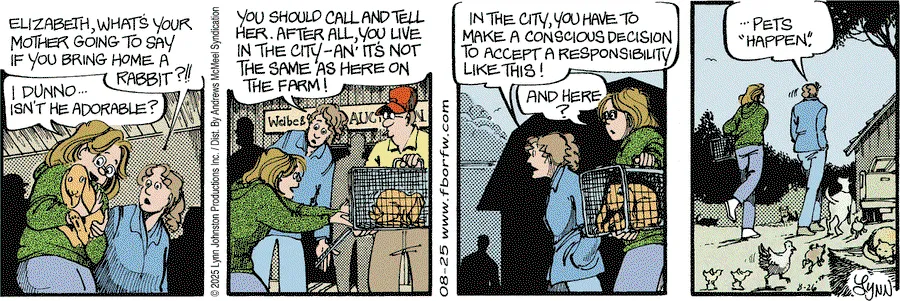 ELIZABETH, WHAT'S YOUR
MOTHER GOING TO SAY
IF YOU BRING HOME A
RABBIT?!!
I DUNNO...
ISN'T HE ADORABLE?
© 2025 Lynn Johnston Productions Inc. / Dist. By Andrews McMeel Syndication
YOU SHOULD CALL AND TELL
HER. AFTER ALL, YOU LIVE
IN THE CITY-AN' IT'S NOT
THE SAME AS HERE ON
THE FARM!
08-25 www.fborfw.com
IN THE CITY, YOU HAVE TO
MAKE A CONSCIOUS DECISION
TO ACCEPT A RESPONSIBILITY
LIKE THIS!
AND HERE
?
...PETS
"HAPPEN".
8-26
LYNN